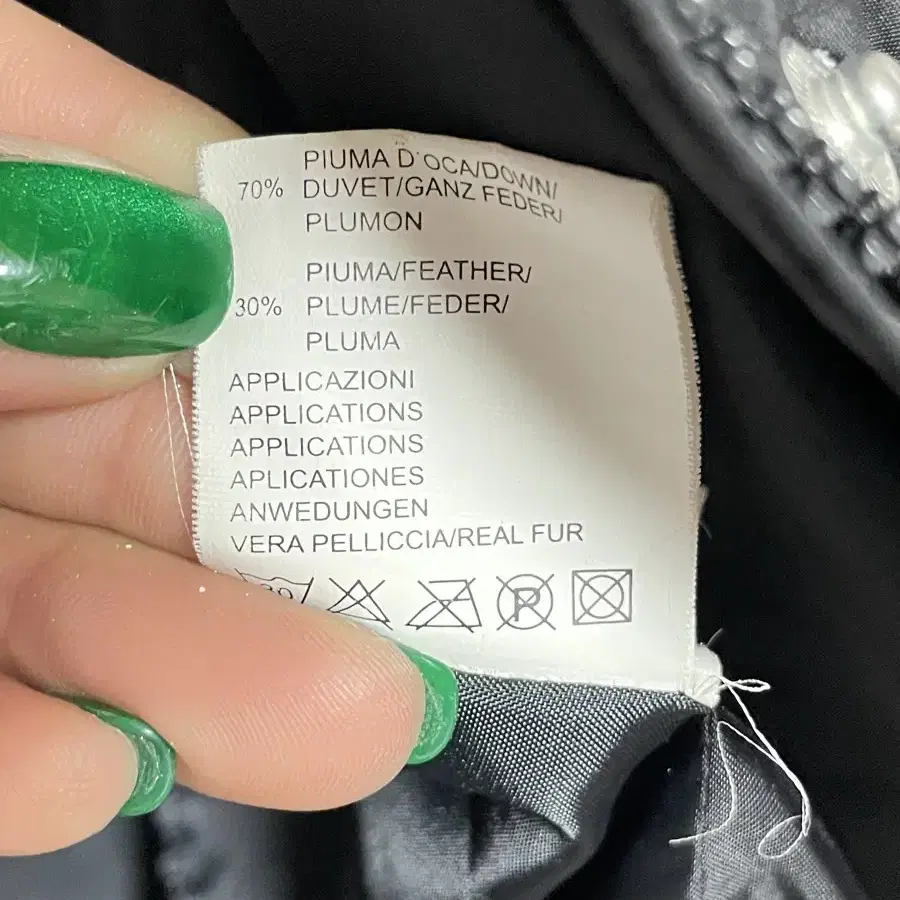 PIUMA D'OCA/DOWN/
70% DUVET/GANZ FEDER/
PLUMON
PIUMA/FEATHER/
30% PLUME/FEDER/
PLUMA
APPLICAZIONI
APPLICATIONS
APPLICATIONS
APLICATIONES
ANWEDUNGEN
VERA PELLICCIA/REAL FUR
P